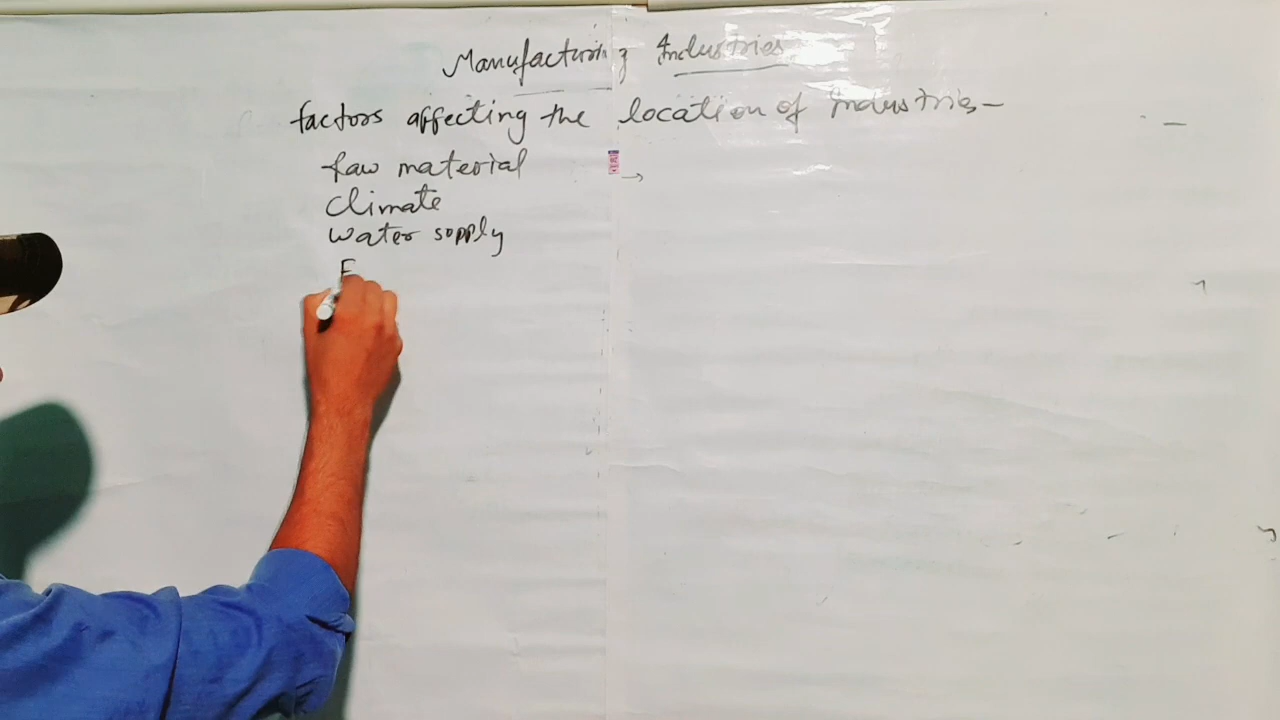 Manufacturing Industries
factors affecting the location of industries-
Raw material
Climate
Water supply
E